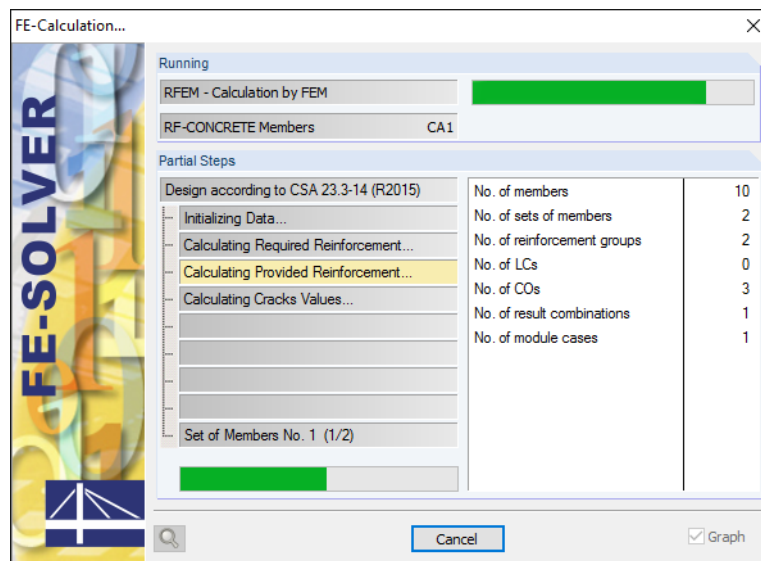 FE-Calculation...
FE-SOLVER
Running
RFEM - Calculation by FEM
RF-CONCRETE Members CA1
Partial Steps
Design according to CSA 23.3-14 (R2015)
Initializing Data...
Calculating Required Reinforcement...
Calculating Provided Reinforcement...
Calculating Cracks Values...
Set of Members No. 1 (1/2)
No. of members 10
No. of sets of members 2
No. of reinforcement groups 2
No. of LCs 0
No. of COs 3
No. of result combinations 1
No. of module cases 1
Cancel
Graph